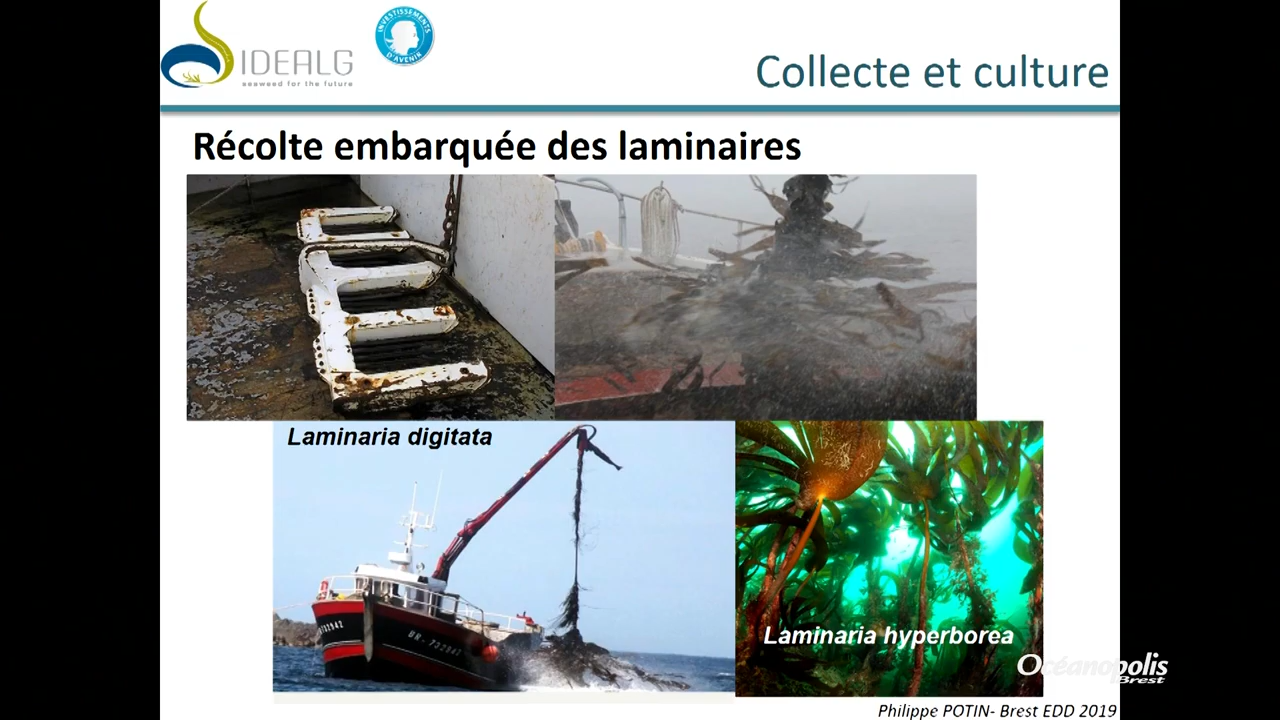 IDEALG
seaweed for the future
INVESTISSEMENTS
D'AVENIR
Collecte et culture
Récolte embarquée des laminaires
Laminaria digitata
BR - 732947
Laminaria hyperborea
Océanopolis
Brest
Philippe POTIN- Brest EDD 2019